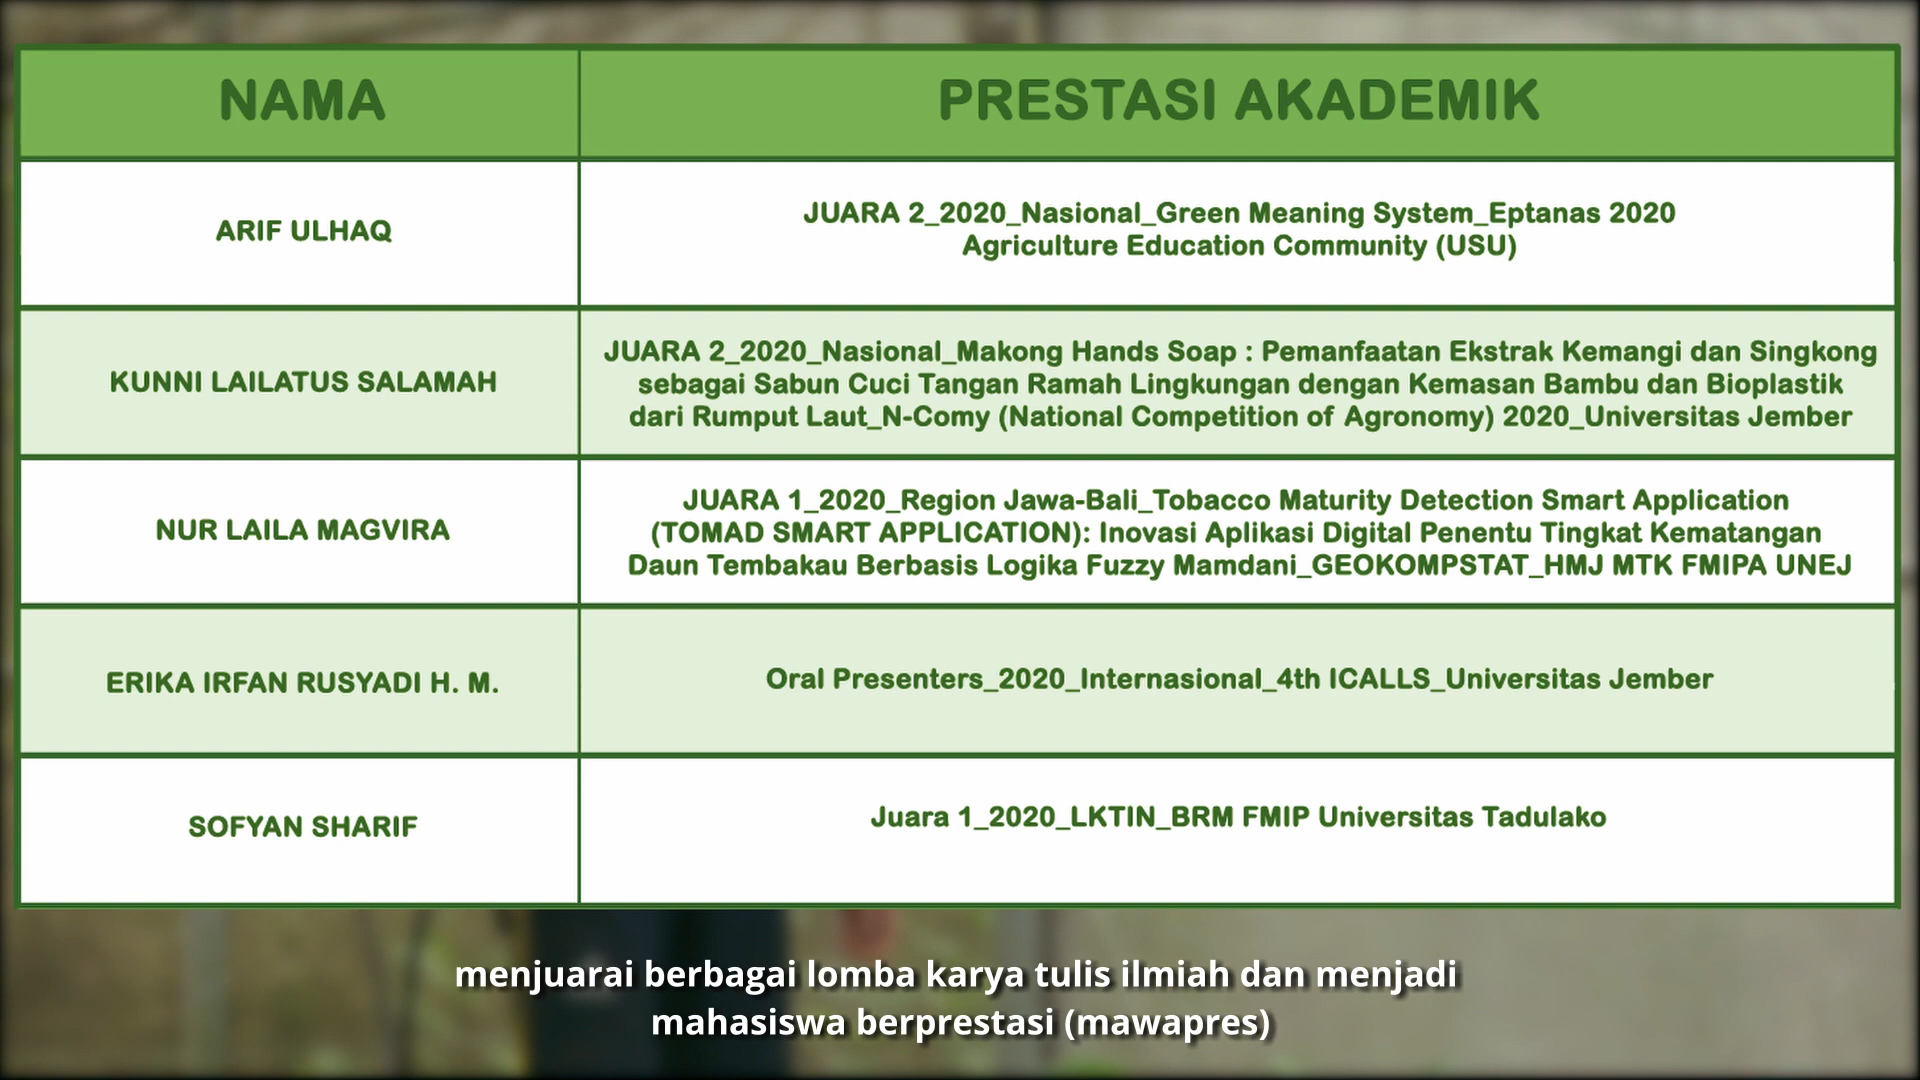 NAMA
PRESTASI AKADEMIK
ARIF ULHAQ
JUARA 2_2020_Nasional_Green Meaning System_Eptanas 2020
Agriculture Education Community (USU)
KUNNI LAILATUS SALAMAH
JUARA 2_2020_Nasional_Makong Hands Soap : Pemanfaatan Ekstrak Kemangi dan Singkong
sebagai Sabun Cuci Tangan Ramah Lingkungan dengan Kemasan Bambu dan Bioplastik
dari Rumput Laut_N-Comy (National Competition of Agronomy) 2020_Universitas Jember
NUR LAILA MAGVIRA
JUARA 1_2020_Region Jawa-Bali_Tobacco Maturity Detection Smart Application
(TOMAD SMART APPLICATION): Inovasi Aplikasi Digital Penentu Tingkat Kematangan
Daun Tembakau Berbasis Logika Fuzzy Mamdani_GEOKOMPSTAT_HMJ MTK FMIPA UNEJ
ERIKA IRFAN RUSYADI H. M.
Oral Presenters_2020_Internasional_4th ICALLS_Universitas Jember
SOFYAN SHARIF
Juara 1_2020_LKTIN_BRM FMIP Universitas Tadulako
menjuarai berbagai lomba karya tulis ilmiah dan menjadi
mahasiswa berprestasi (mawapres)